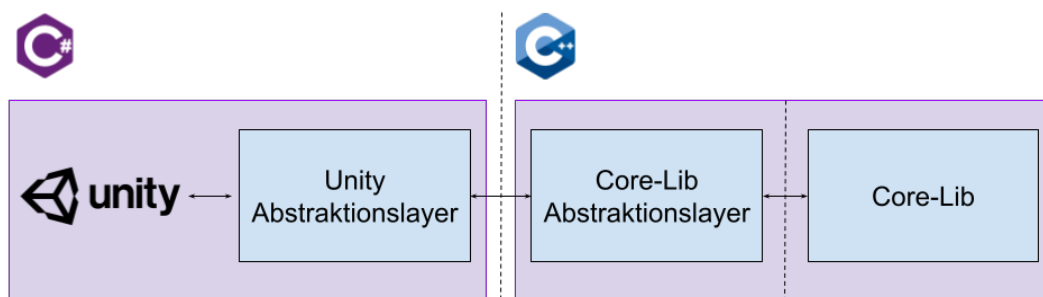 C#
C++
unity
Unity
Abstraktionslayer
Core-Lib
Abstraktionslayer
Core-Lib